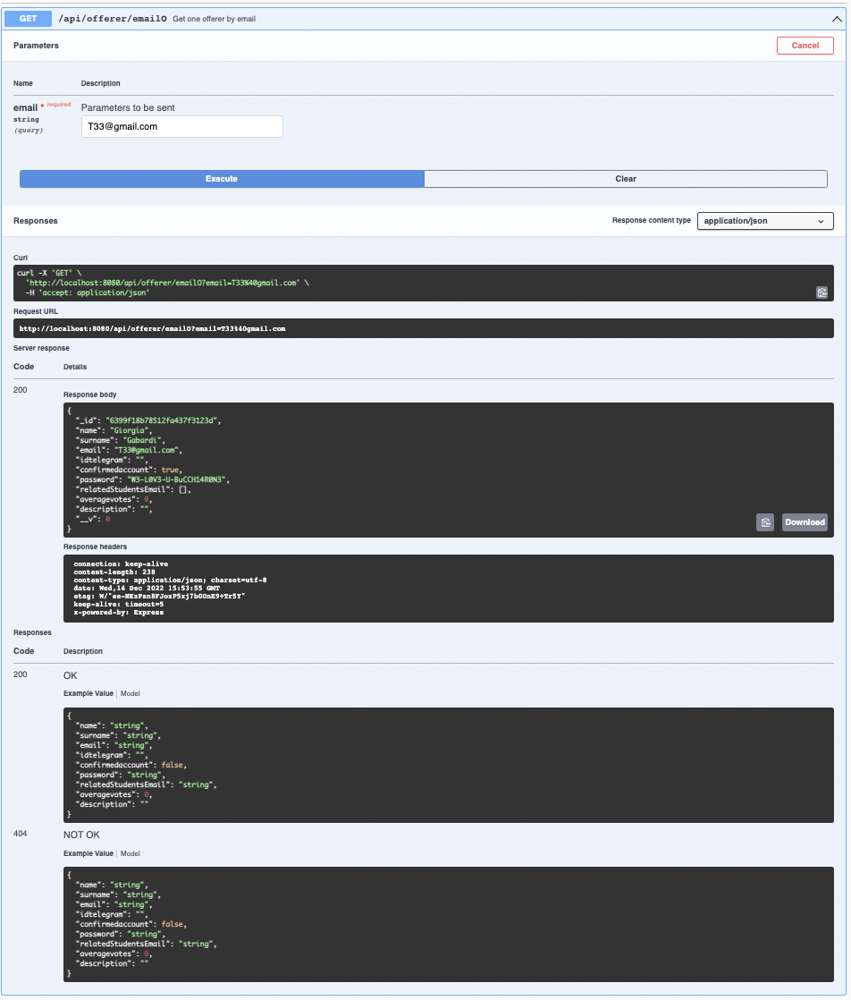 GET /api/offerer/emailO Get one offerer by email
Parameters Cancel
Name Description
email * required Parameters to be sent
string
(query)
T33@gmail.com
Execute Clear
Responses Response content type application/json
Curl
curl -X 'GET' \
'http://localhost:8080/api/offerer/emailO?email=T33%40gmail.com' \
-H 'accept: application/json'
Request URL
http://localhost:8080/api/offerer/emailO?email=T33%40gmail.com
Server response
Code Details
200
Response body
{
"_id": "6399f18b78512fa437f3123d",
"name": "Giorgia",
"surname": "Gabardi",
"email": "T33@gmail.com",
"idtelegram": "",
"confirmedaccount": true,
"password": "W3-L0V3-U-BuCCH14R0N3",
"relatedStudentsEmail": [],
"averagevotes": 0,
"description": "",
"__v": 0
}
Download
Response headers
connection: keep-alive
content-length: 238
content-type: application/json; charset=utf-8
date: Wed,14 Dec 2022 15:53:55 GMT
etag: W/"ee-NEzPsn8FJozP5xj7bOOnE9+Tr5Y"
keep-alive: timeout=5
x-powered-by: Express
Responses
Code Description
200 OK
Example Value | Model
{
"name": "string",
"surname": "string",
"email": "string",
"idtelegram": "",
"confirmedaccount": false,
"password": "string",
"relatedStudentsEmail": "string",
"averagevotes": 0,
"description": ""
}
404 NOT OK
Example Value | Model
{
"name": "string",
"surname": "string",
"email": "string",
"idtelegram": "",
"confirmedaccount": false,
"password": "string",
"relatedStudentsEmail": "string",
"averagevotes": 0,
"description": ""
}